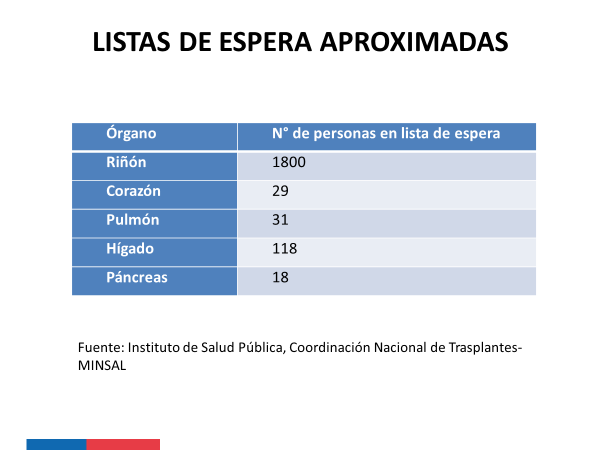 LISTAS DE ESPERA APROXIMADAS
Órgano N° de personas en lista de espera
Riñón 1800
Corazón 29
Pulmón 31
Hígado 118
Páncreas 18
Fuente: Instituto de Salud Pública, Coordinación Nacional de Trasplantes-
MINSAL